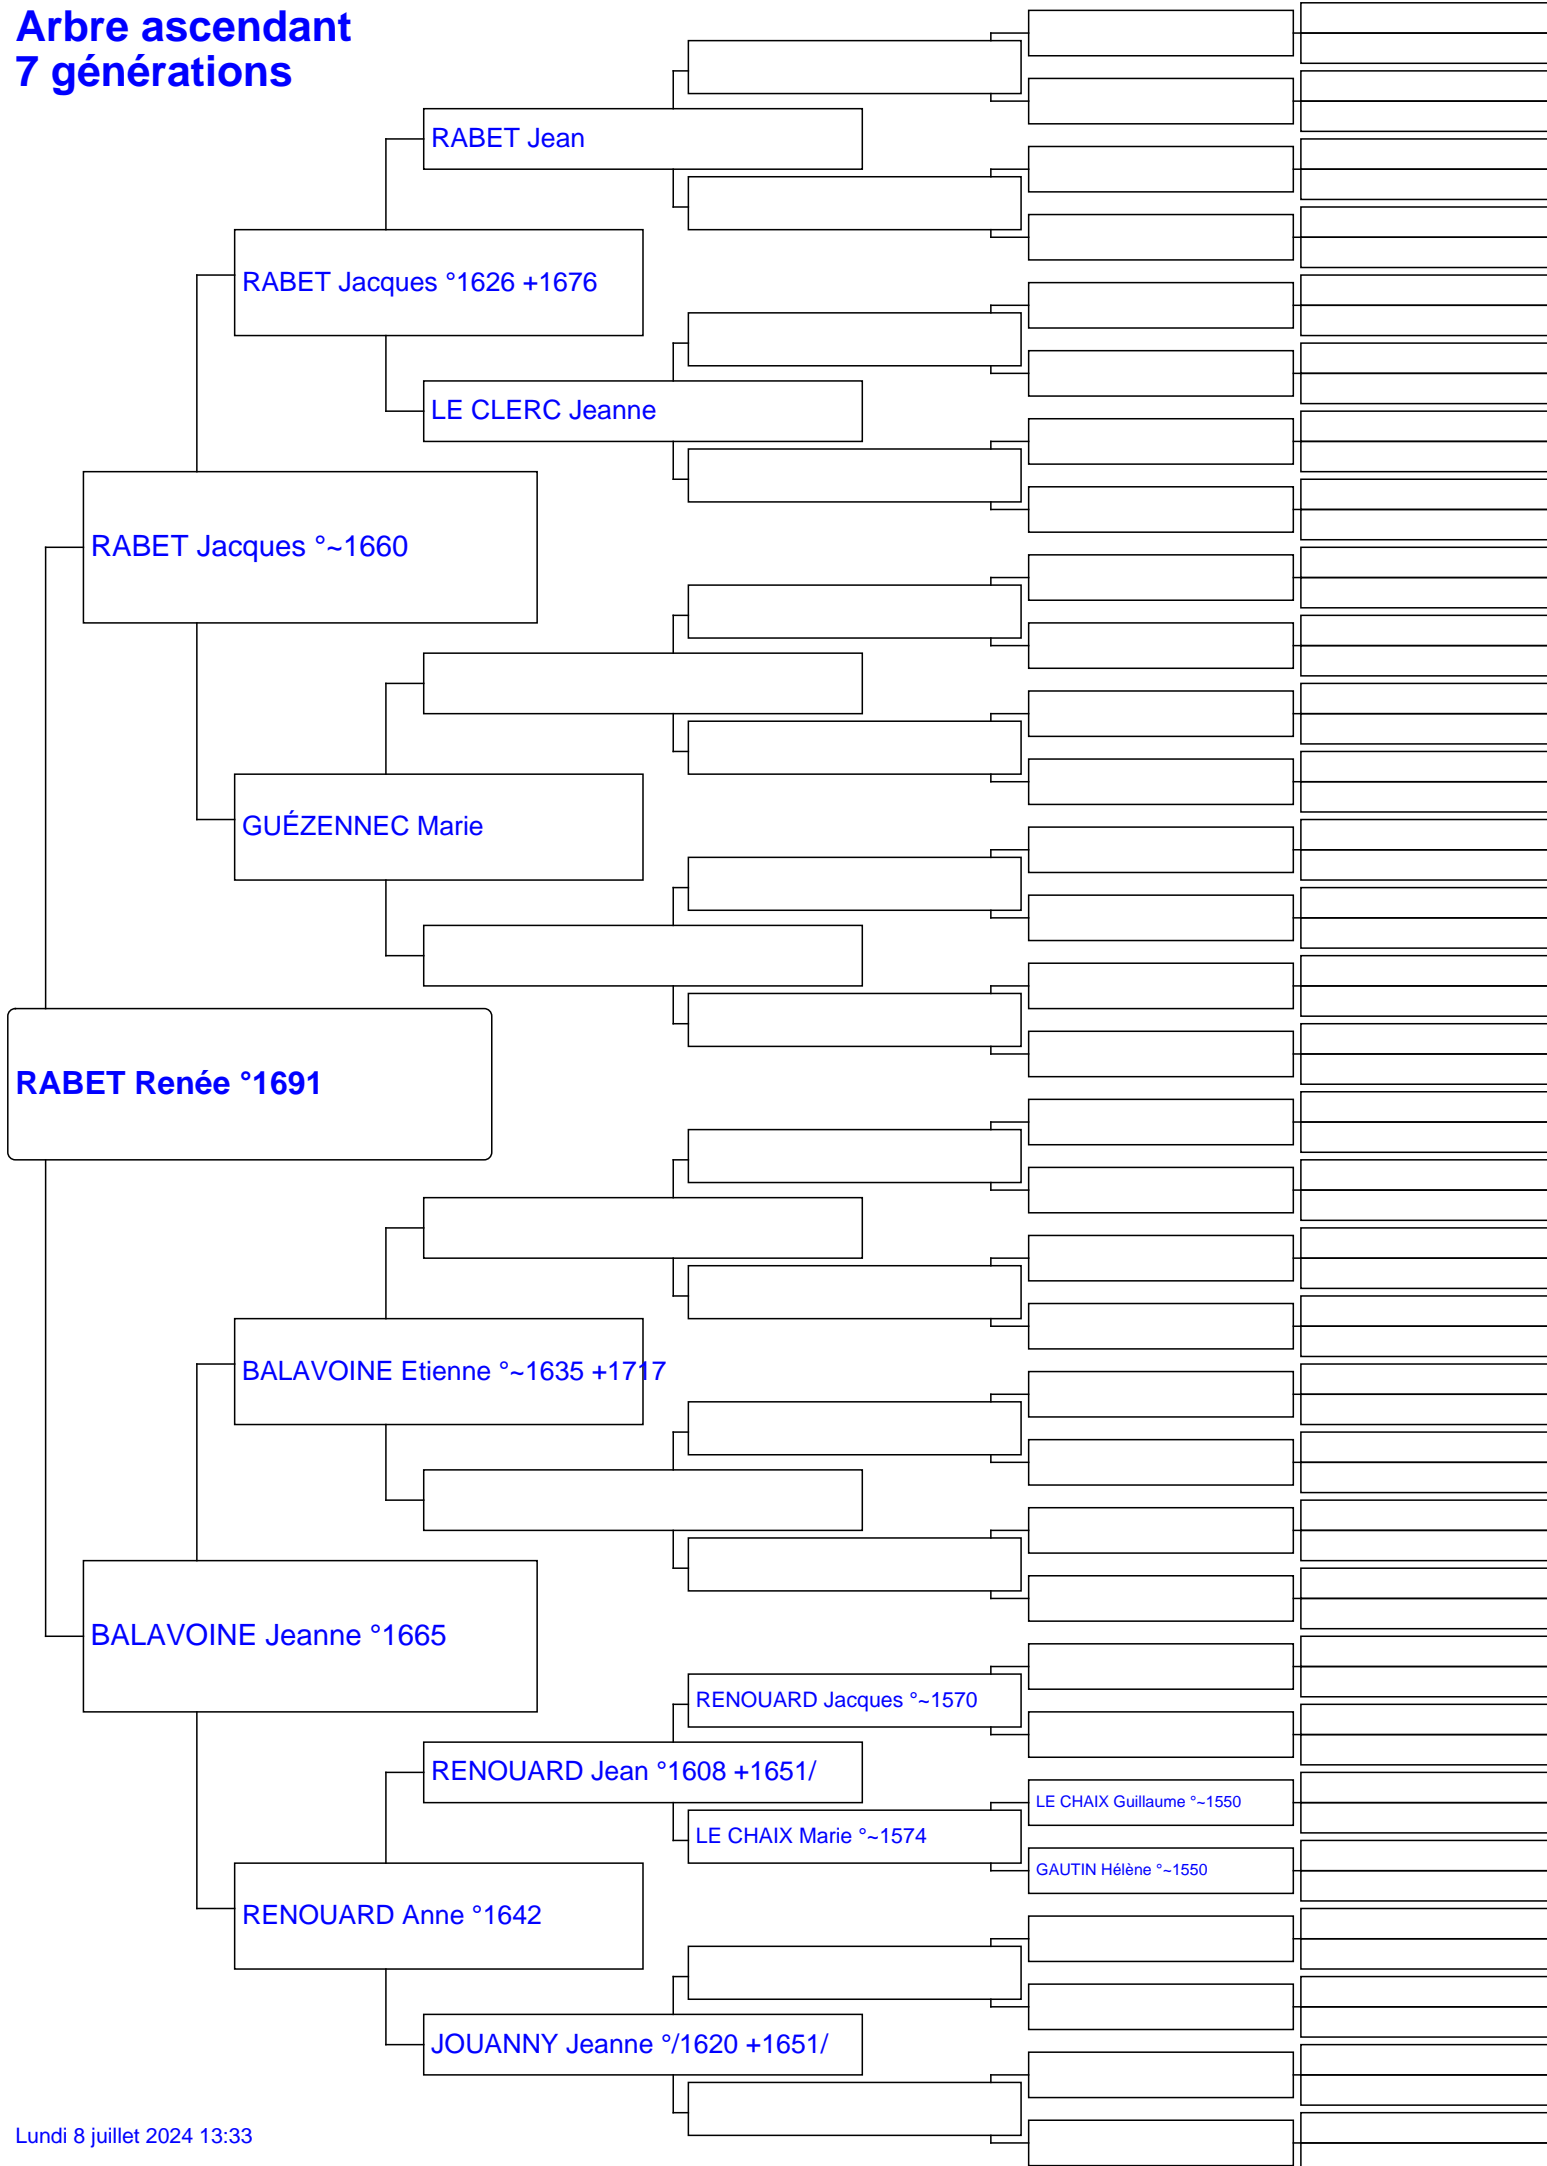 Arbre ascendant
7 générations
RABET Jean
RABET Jacques °1626 +1676
LE CLERC Jeanne
RABET Jacques °~1660
GUÉZENNEC Marie
RABET Renée °1691
BALAVOINE Etienne °~1635 +1717
BALAVOINE Jeanne °1665
RENOUARD Jacques °~1570
RENOUARD Jean °1608 +1651/
LE CHAIX Guillaume °~1550
LE CHAIX Marie °~1574
GAUTIN Hélène °~1550
RENOUARD Anne °1642
JOUANNY Jeanne °/1620 +1651/
Lundi 8 juillet 2024 13:33